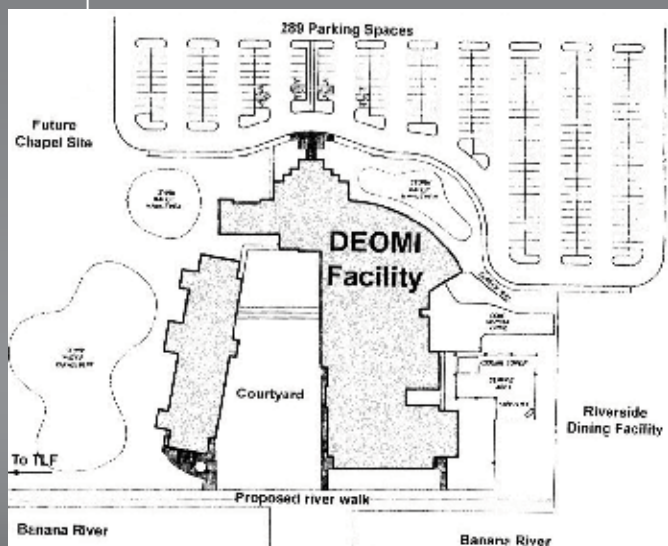 289 Parking Spaces
Future
Chapel Site
DEOMI
Facility
Courtyard
Riverside
Dining Facility
To TLF
Proposed river walk
Banana River
Banana River